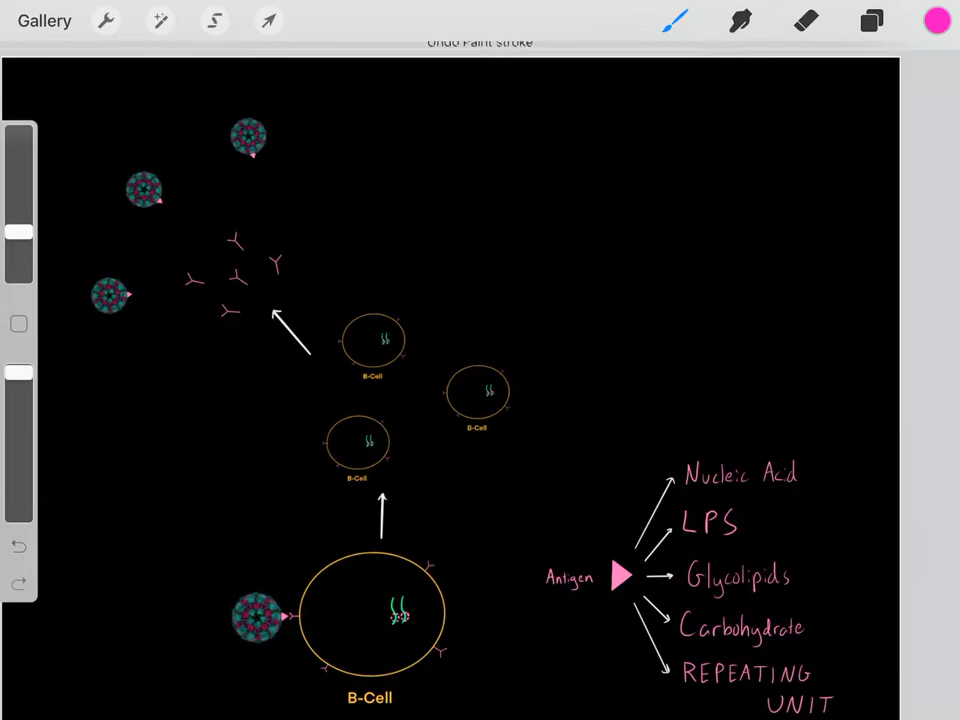 Gallery
Undo Paint stroke
B-Cell
B-Cell
B-Cell
B-Cell
Antigen
Nucleic Acid
LPS
Glycolipids
Carbohydrate
REPEATING
UNIT